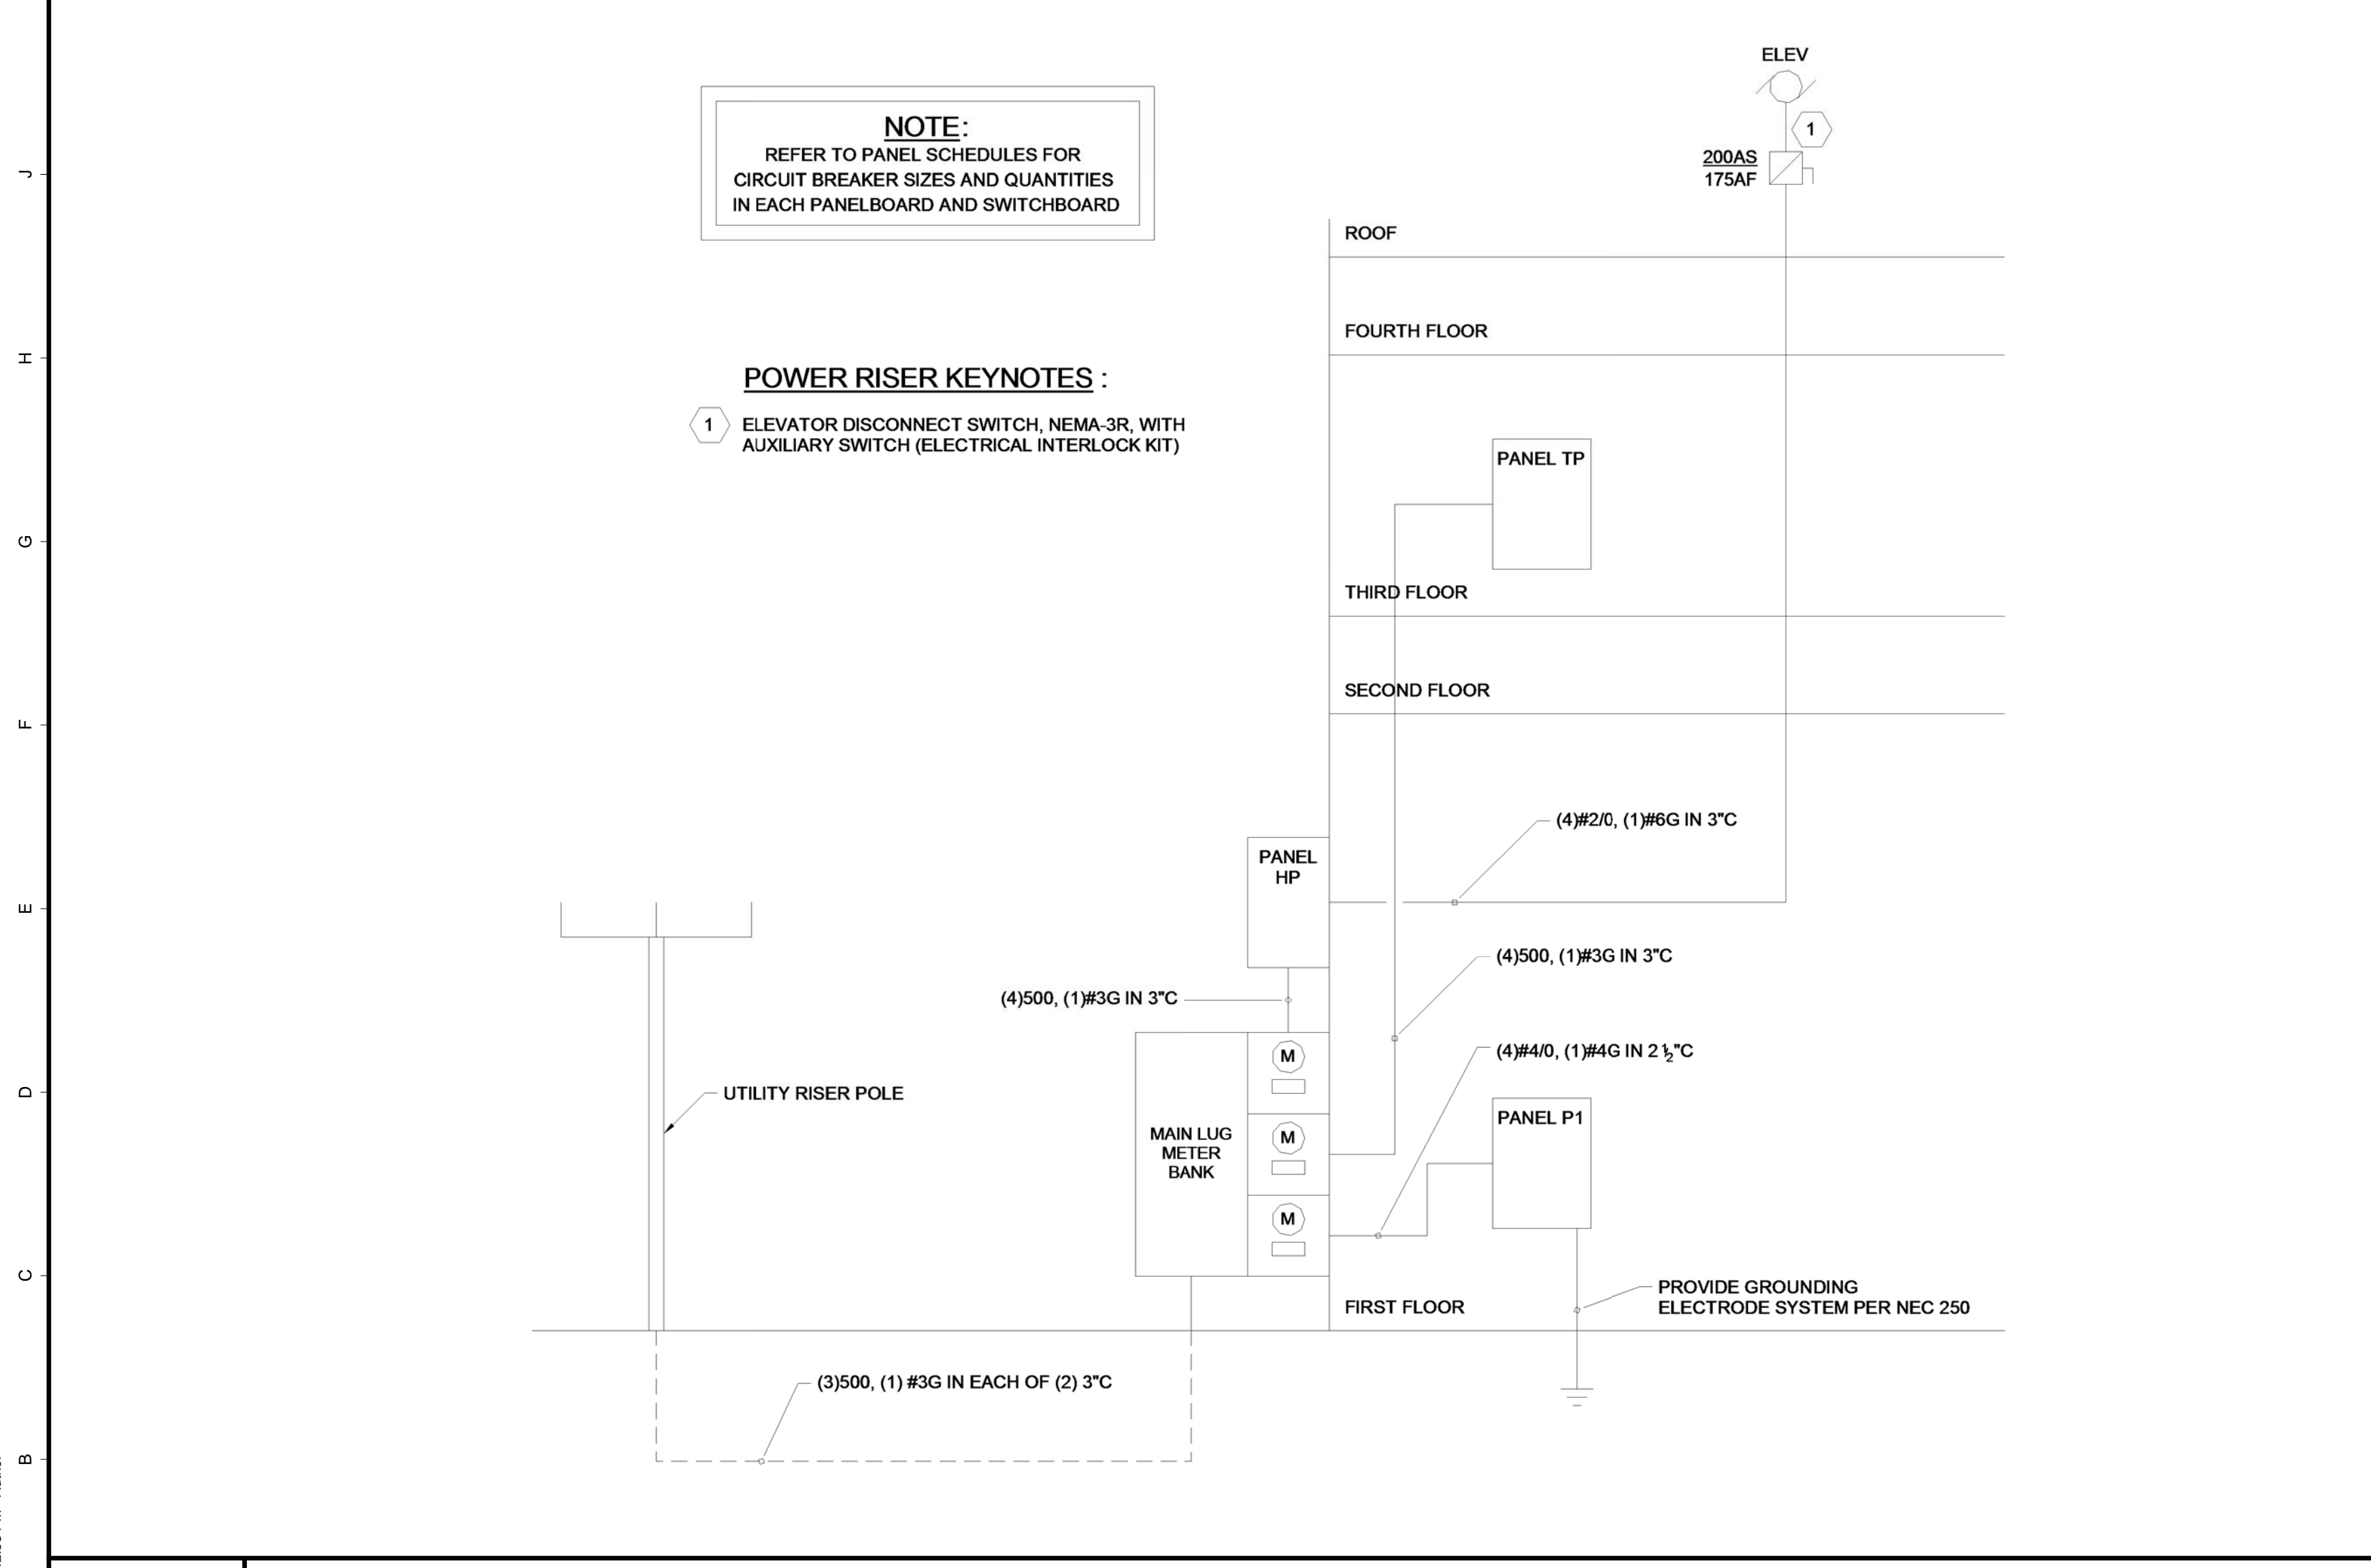 ELEV
1
200AS
175AF
NOTE:
REFER TO PANEL SCHEDULES FOR
CIRCUIT BREAKER SIZES AND QUANTITIES
IN EACH PANELBOARD AND SWITCHBOARD
J
ROOF
FOURTH FLOOR
H
POWER RISER KEYNOTES :
1
ELEVATOR DISCONNECT SWITCH, NEMA-3R, WITH
AUXILIARY SWITCH (ELECTRICAL INTERLOCK KIT)
PANEL TP
G
THIRD FLOOR
SECOND FLOOR
F
(4)#2/0, (1)#6G IN 3"C
PANEL
HP
E
(4)500, (1)#3G IN 3"C
(4)500, (1)#3G IN 3"C
(4)#4/0, (1)#4G IN 2 ½"C
M
UTILITY RISER POLE
D
PANEL P1
MAIN LUG
METER
BANK
M
M
C
PROVIDE GROUNDING
ELECTRODE SYSTEM PER NEC 250
FIRST FLOOR
(3)500, (1) #3G IN EACH OF (2) 3"C
B